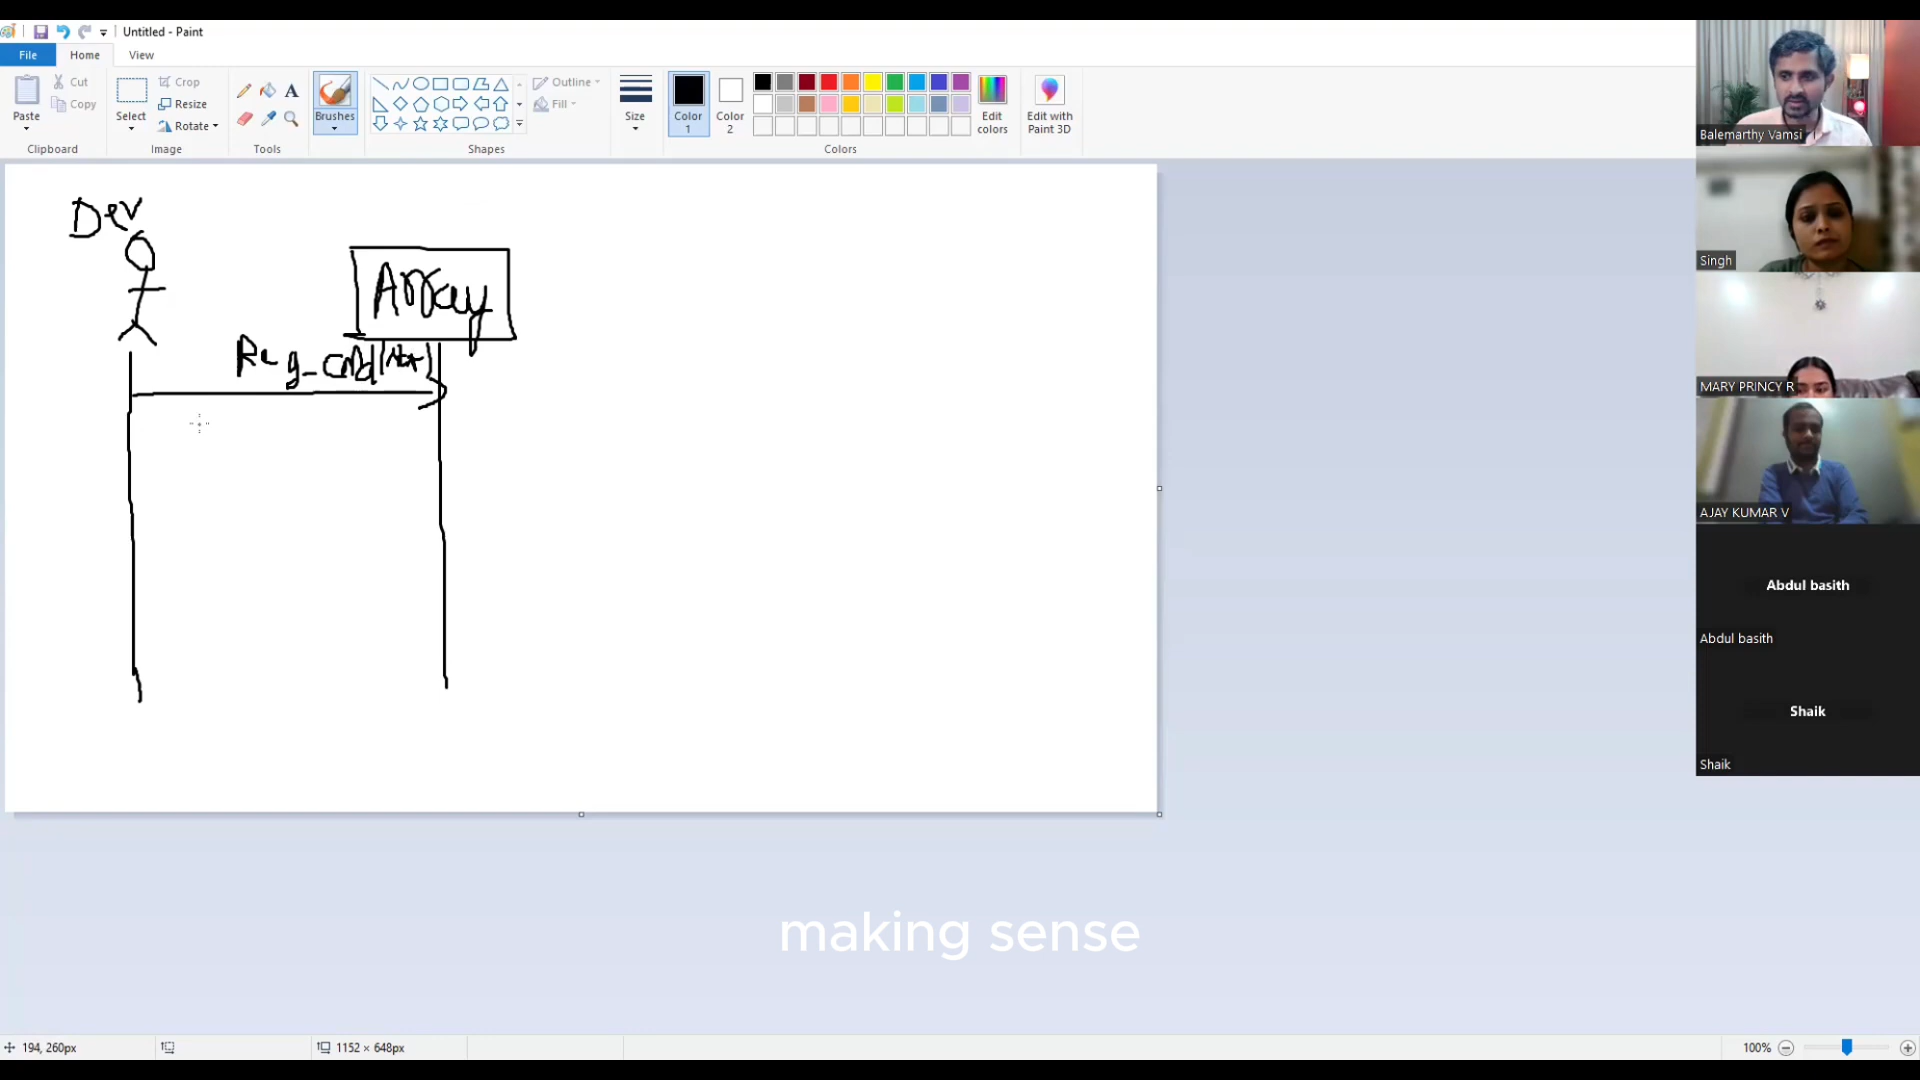 Untitled - Paint
File Home View
Paste
Cut
Copy
Clipboard
Select
Crop
Resize
Rotate
Image
A
Tools
Brushes
Shapes
Outline
Fill
Size
Color 1
Color 2
Edit colors
Edit with Paint 3D
Colors
Balemarthy Vamsi
Singh
MARY PRINCY R
AJAY KUMAR V
Abdul basith
Abdul basith
Shaik
Shaik
Dev
Array
Reg_cmd
making sense
194, 260px
1152 × 648px
100%